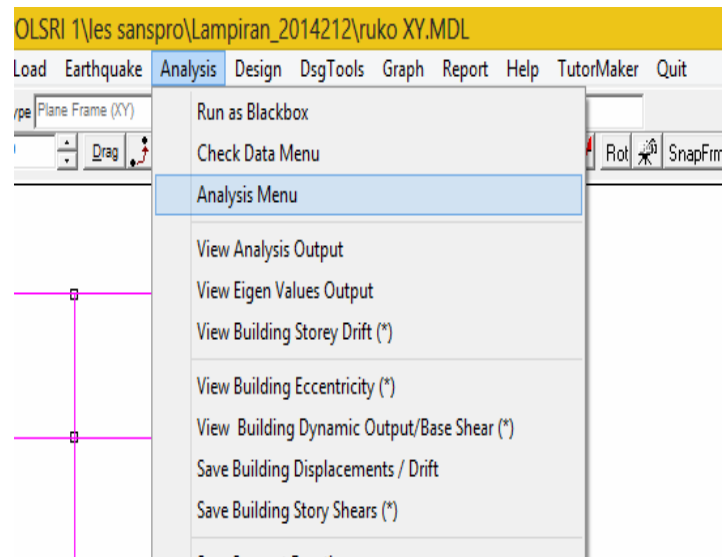 OLSRI 1\les sanspro\Lampiran_2014212\ruko XY.MDL
Load Earthquake Analysis Design DsgTools Graph Report Help TutorMaker Quit
ype Plane Frame (XY)
Drag Rot SnapFrm
Run as Blackbox
Check Data Menu
Analysis Menu
View Analysis Output
View Eigen Values Output
View Building Storey Drift (*)
View Building Eccentricity (*)
View Building Dynamic Output/Base Shear (*)
Save Building Displacements / Drift
Save Building Story Shears (*)